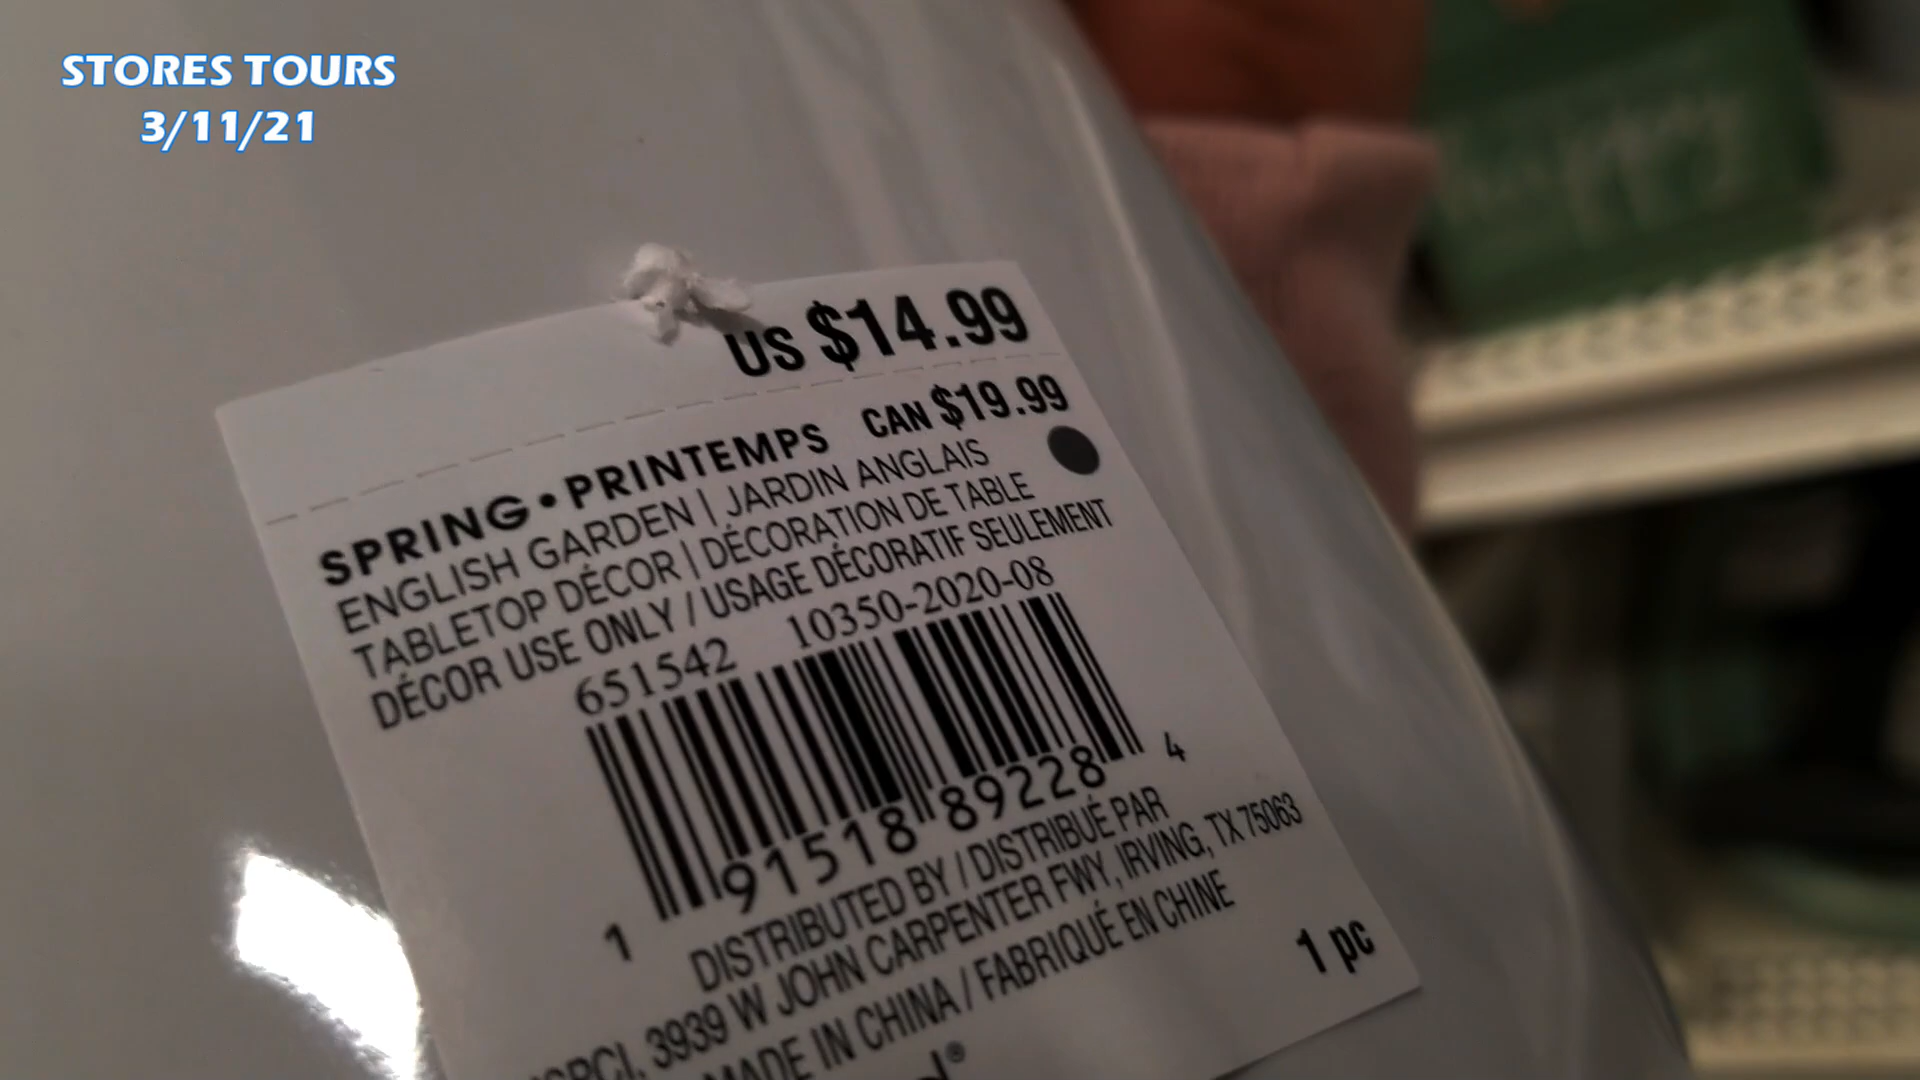 STORES TOURS
3/11/21
US $14.99
CAN $19.99
SPRING • PRINTEMPS
ENGLISH GARDEN | JARDIN ANGLAIS
TABLETOP DÉCOR | DÉCORATION DE TABLE
DÉCOR USE ONLY / USAGE DÉCORATIF SEULEMENT
651542 10350-2020-08
1 91518 89228 4
DISTRIBUTED BY / DISTRIBUÉ PAR
3939 W JOHN CARPENTER FWY, IRVING, TX 75063
MADE IN CHINA / FABRIQUÉ EN CHINE
1 pc